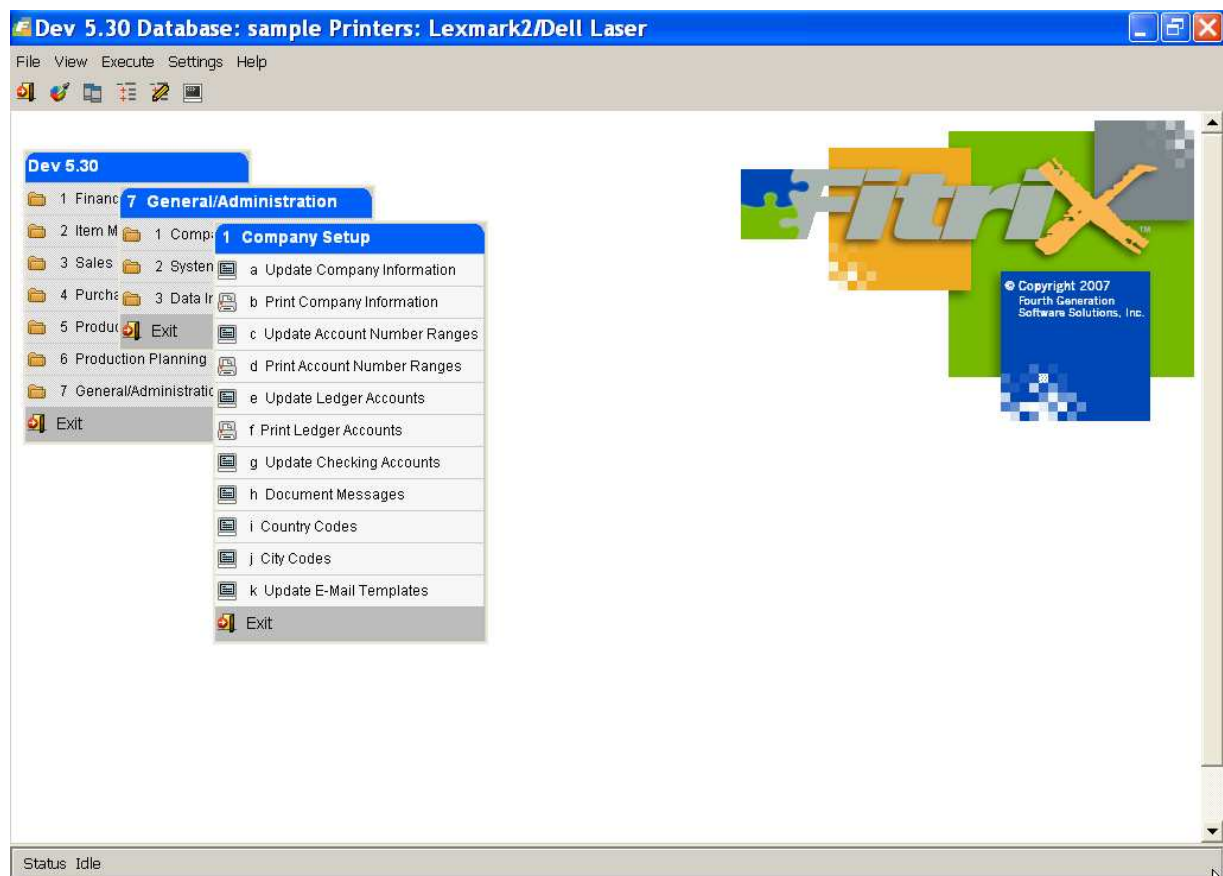 Dev 5.30 Database: sample Printers: Lexmark2/Dell Laser
File View Execute Settings Help
Dev 5.30
1 Financ
2 Item M
3 Sales
4 Purcha
5 Produc
6 Production Planning
7 General/Administratic
Exit
7 General/Administration
1 Compa
2 System
3 Data Ir
Exit
1 Company Setup
a Update Company Information
b Print Company Information
c Update Account Number Ranges
d Print Account Number Ranges
e Update Ledger Accounts
f Print Ledger Accounts
g Update Checking Accounts
h Document Messages
i Country Codes
j City Codes
k Update E-Mail Templates
Exit
Fitrix
TM
© Copyright 2007
Fourth Generation
Software Solutions, Inc.
Status Idle